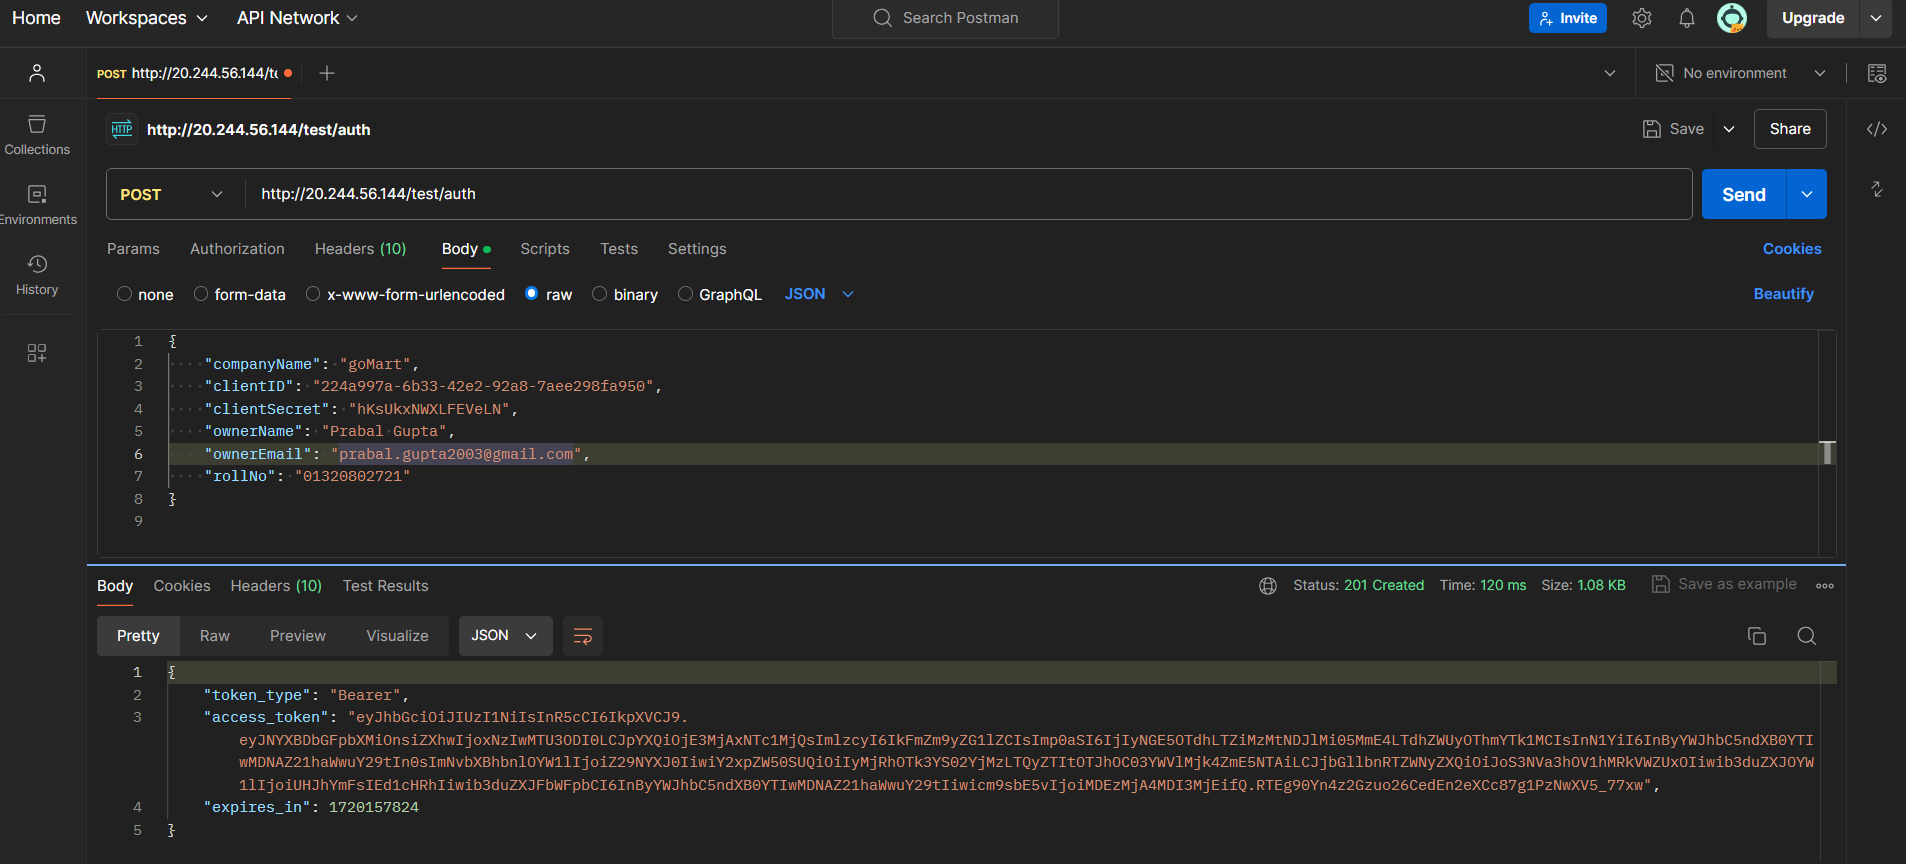 Home Workspaces API Network Search Postman Invite Upgrade
POST http://20.244.56.144/te No environment
http://20.244.56.144/test/auth Save Share
Collections
POST http://20.244.56.144/test/auth Send
Environments
Params Authorization Headers (10) Body Scripts Tests Settings Cookies
History
none form-data x-www-form-urlencoded raw binary GraphQL JSON Beautify
1 {
2 "companyName": "goMart",
3 "clientID": "224a997a-6b33-42e2-92a8-7aee298fa950",
4 "clientSecret": "hKsUkxNWXLFEVeLN",
5 "ownerName": "Prabal Gupta",
6 "ownerEmail": "prabal.gupta2003@gmail.com",
7 "rollNo": "01320802721"
8 }
9
Body Cookies Headers (10) Test Results Status: 201 Created Time: 120 ms Size: 1.08 KB Save as example
Pretty Raw Preview Visualize JSON
1 {
2 "token_type": "Bearer",
3 "access_token": "eyJhbGciOiJIUzI1NiIsInR5cCI6IkpXVCJ9.
eyJNYXBDbGFpbXMiOnsiZXhwIjoxNzIwMTU3ODI0LCJpYXQiOjE3MjAxNTc1MjQsImlzcyI6IkFmZm9yZG1lZCIsImp0aSI6IjIyNGE5OTdhLTZiMzMtNDJlMi05MmE4LTdhZWUyOThmYTk1MCIsInN1YiI6InByYWJhbC5ndXB0YTI
wMDNAZ21haWwuY29tIn0sImNvbXBhbnlOYW1lIjoiZ29NYXJ0IiwiY2xpZW50SUQiOiIyMjRhOTk3YS02YjMzLTQyZTItOTJhOC03YWVlMjk4ZmE5NTAiLCJjbGllbnRTZWNyZXQiOiJoS3NVa3hOV1hMRkVWZUxOIiwib3duZXJOYW
1lIjoiUHJhYmFsIEd1cHRhIiwib3duZXJFbWFpbCI6InByYWJhbC5ndXB0YTIwMDNAZ21haWwuY29tIiwicm9sbE5vIjoiMDEzMjA4MDI3MjEifQ.RTEg90Yn4z2Gzuo26CedEn2eXCc87g1PzNwXV5_77xw",
4 "expires_in": 1720157824
5 }